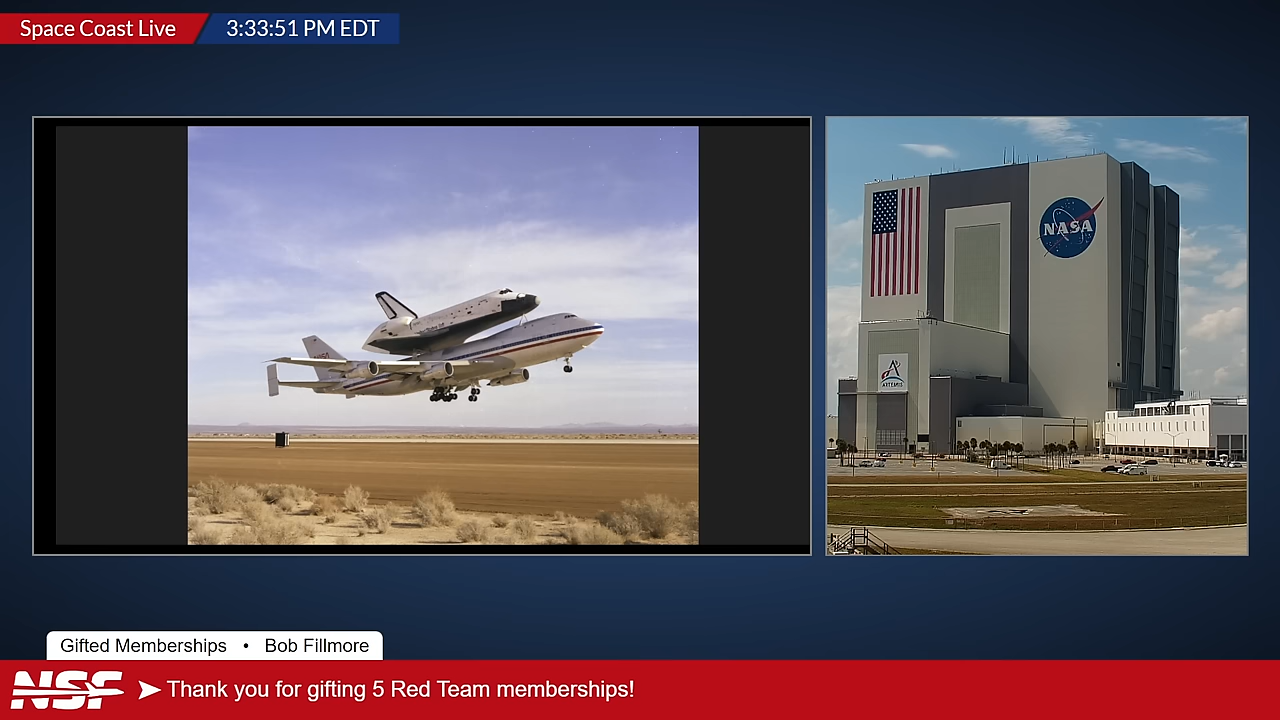 Space Coast Live
3:33:51 PM EDT
NASA
ARTEMIS
Gifted Memberships • Bob Fillmore
NSF
Thank you for gifting 5 Red Team memberships!